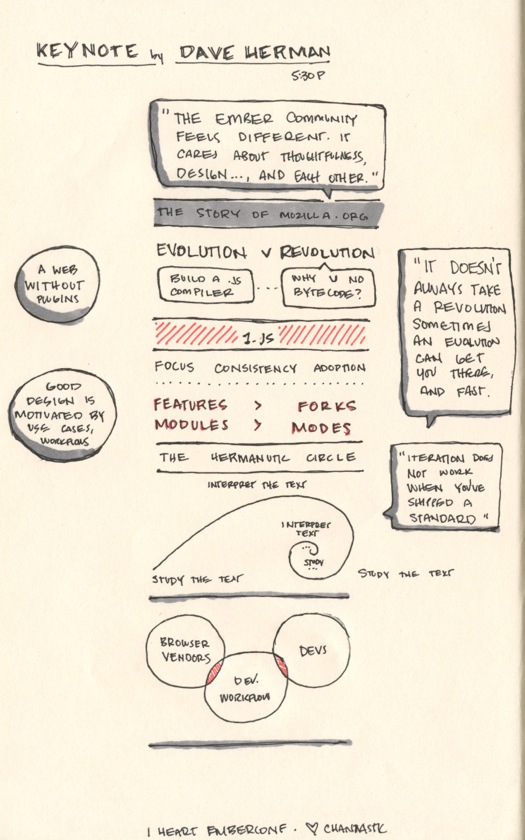 KEYNOTE by DAVE HERMAN
5:30P
"THE EMBER COMMUNITY
FEELS DIFFERENT. IT
CARES ABOUT THOUGHTFULNESS,
DESIGN..., AND EACH OTHER."
THE STORY OF MOZILLA.ORG
EVOLUTION V REVOLUTION
BUILD A .JS
COMPILER
...
WHY U NO
BYTECODE?
A WEB
WITHOUT
PLUGINS
"IT DOESN'T
ALWAYS TAKE
A REVOLUTION
SOMETIMES
AN EVOLUTION
CAN GET
YOU THERE,
AND FAST.
1.JS
FOCUS CONSISTENCY ADOPTION
FEATURES > FORKS
MODULES > MODES
GOOD
DESIGN IS
MOTIVATED BY
USE CASES,
WORKFLOWS
THE HERMANUTIC CIRCLE
"ITERATION DOES
NOT WORK
WHEN YOU'VE
SHIPPED A
STANDARD"
INTERPRET THE TEXT
INTERPRET
TEXT
STUDY
STUDY THE TEXT
STUDY THE TEXT
BROWSER
VENDORS
DEV.
WORKFLOW
DEVS
I HEART EMBERCONF. ♡ CHANTASTIC